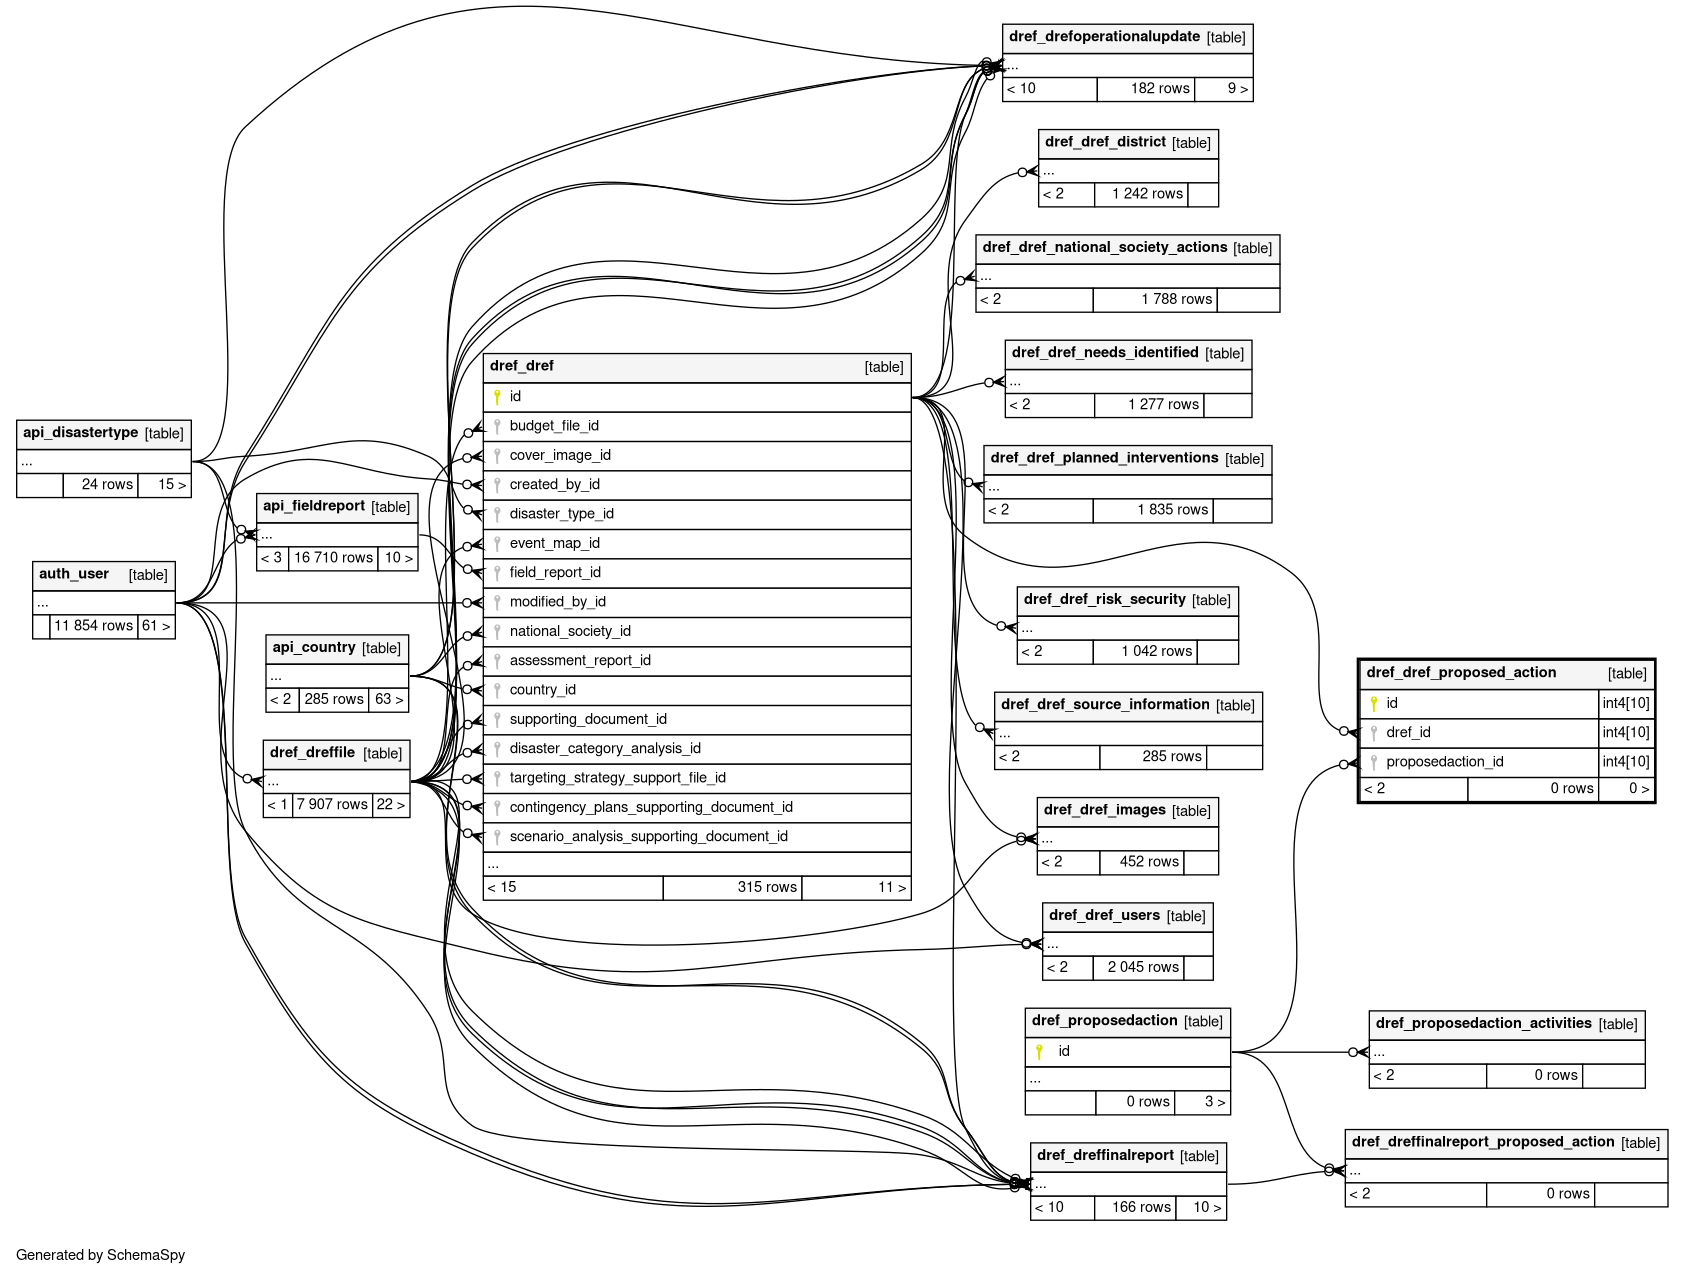 dref_drefoperationalupdate [table]
...
< 10 182 rows 9 >
dref_dref_district [table]
...
< 2 1 242 rows
dref_dref_national_society_actions [table]
...
< 2 1 788 rows
dref_dref_needs_identified [table]
...
< 2 1 277 rows
dref_dref_planned_interventions [table]
...
< 2 1 835 rows
dref_dref_risk_security [table]
...
< 2 1 042 rows
dref_dref_source_information [table]
...
< 2 285 rows
dref_dref_images [table]
...
< 2 452 rows
dref_dref_users [table]
...
< 2 2 045 rows
dref_proposedaction [table]
id
...
0 rows 3 >
dref_dreffinalreport [table]
...
< 10 166 rows 10 >
dref_dref [table]
id
budget_file_id
cover_image_id
created_by_id
disaster_type_id
event_map_id
field_report_id
modified_by_id
national_society_id
assessment_report_id
country_id
supporting_document_id
disaster_category_analysis_id
targeting_strategy_support_file_id
contingency_plans_supporting_document_id
scenario_analysis_supporting_document_id
...
< 15 315 rows 11 >
api_disastertype [table]
...
24 rows 15 >
auth_user [table]
...
11 854 rows 61 >
api_fieldreport [table]
...
< 3 16 710 rows 10 >
api_country [table]
...
< 2 285 rows 63 >
dref_dreffile [table]
...
< 1 7 907 rows 22 >
dref_dref_proposed_action [table]
id int4[10]
dref_id int4[10]
proposedaction_id int4[10]
< 2 0 rows 0 >
dref_proposedaction_activities [table]
...
< 2 0 rows
dref_dreffinalreport_proposed_action [table]
...
< 2 0 rows
Generated by SchemaSpy